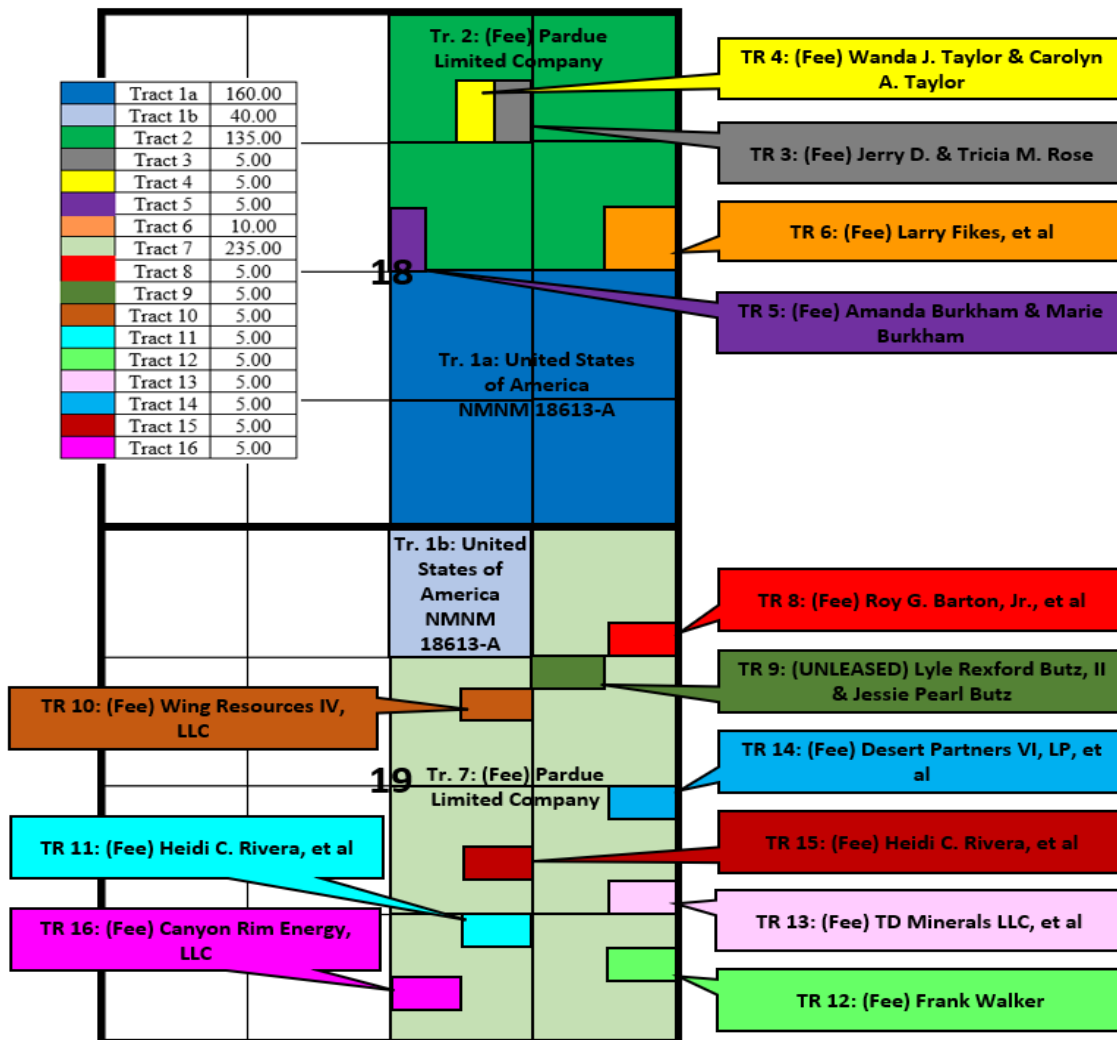 Tr. 2: (Fee) Pardue
Limited Company
TR 4: (Fee) Wanda J. Taylor & Carolyn
A. Taylor
Tract 1a 160.00
Tract 1b 40.00
Tract 2 135.00
Tract 3 5.00
Tract 4 5.00
Tract 5 5.00
Tract 6 10.00
Tract 7 235.00
Tract 8 5.00
Tract 9 5.00
Tract 10 5.00
Tract 11 5.00
Tract 12 5.00
Tract 13 5.00
Tract 14 5.00
Tract 15 5.00
Tract 16 5.00
TR 3: (Fee) Jerry D. & Tricia M. Rose
TR 6: (Fee) Larry Fikes, et al
18
TR 5: (Fee) Amanda Burkham & Marie
Burkham
Tr. 1a: United States
of America
NMNM 18613-A
Tr. 1b: United
States of
America
NMNM
18613-A
TR 8: (Fee) Roy G. Barton, Jr., et al
TR 9: (UNLEASED) Lyle Rexford Butz, II
& Jessie Pearl Butz
TR 10: (Fee) Wing Resources IV,
LLC
TR 14: (Fee) Desert Partners VI, LP, et
al
19
Tr. 7: (Fee) Pardue
Limited Company
TR 11: (Fee) Heidi C. Rivera, et al
TR 15: (Fee) Heidi C. Rivera, et al
TR 16: (Fee) Canyon Rim Energy,
LLC
TR 13: (Fee) TD Minerals LLC, et al
TR 12: (Fee) Frank Walker